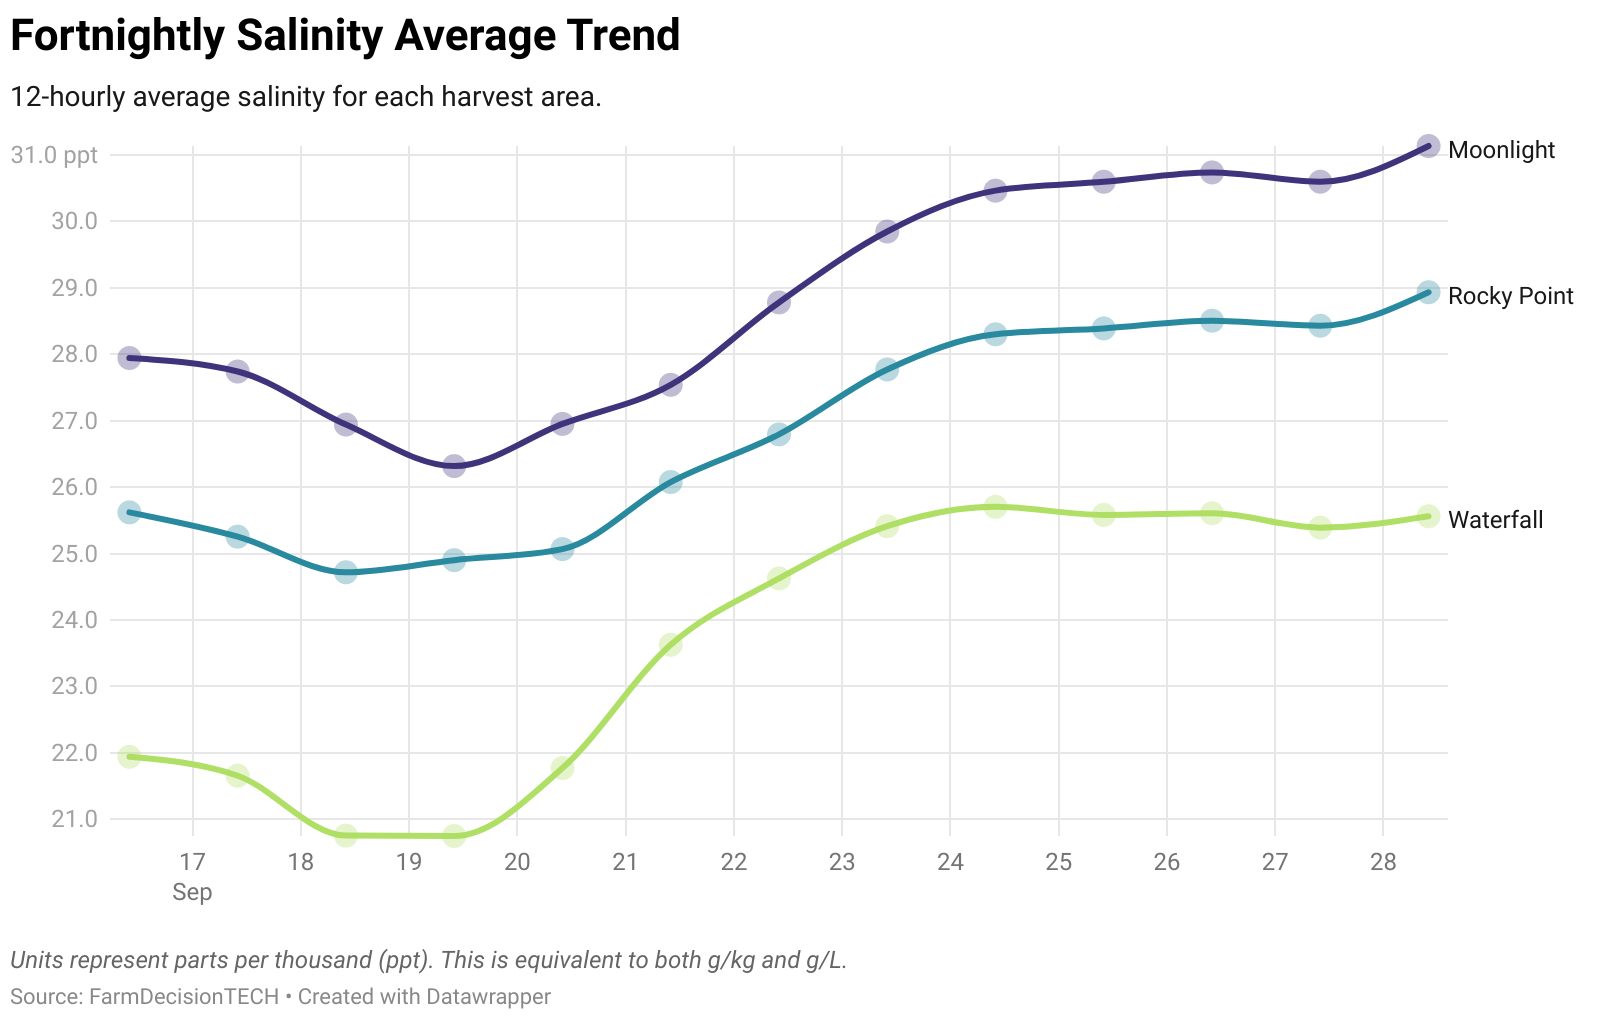 Fortnightly Salinity Average Trend
12-hourly average salinity for each harvest area.
31.0 ppt
30.0
29.0
28.0
27.0
26.0
25.0
24.0
23.0
22.0
21.0
Moonlight
Rocky Point
Waterfall
17 18 19 20 21 22 23 24 25 26 27 28
Sep
Units represent parts per thousand (ppt). This is equivalent to both g/kg and g/L.
Source: FarmDecisionTECH • Created with Datawrapper